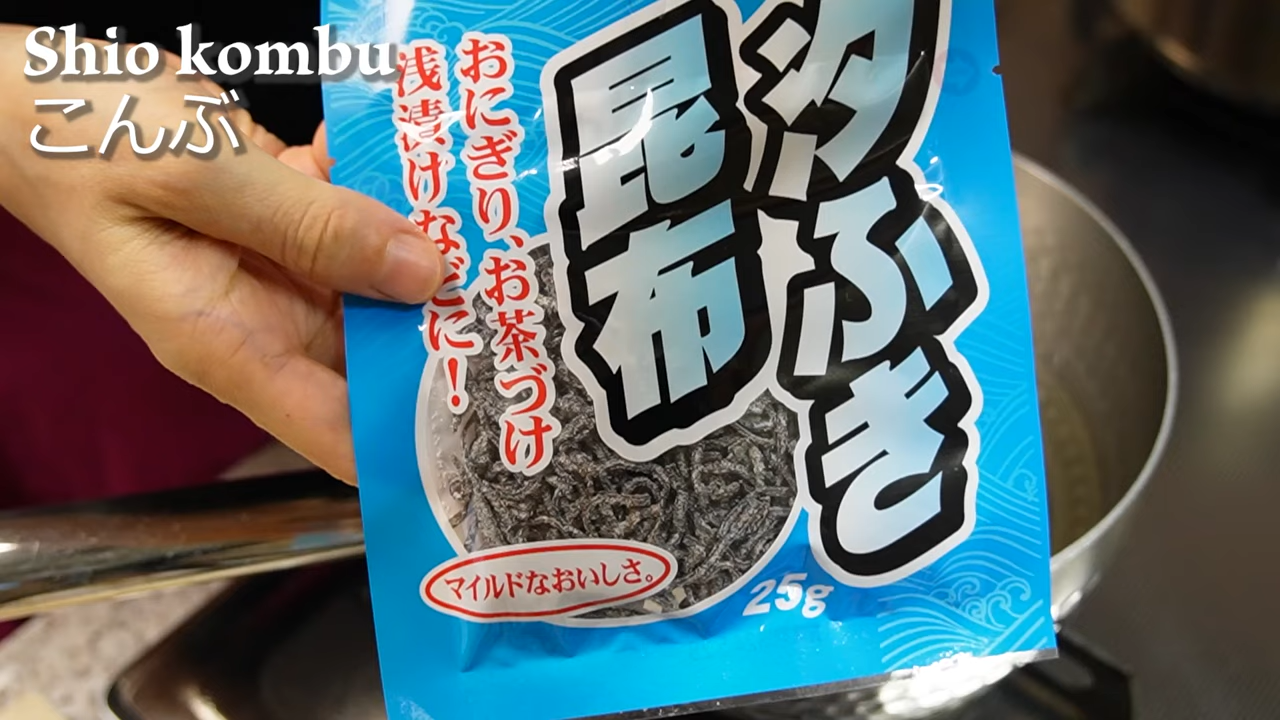 Shio kombu
こんぶ
汐ふき
昆布
おにぎり、お茶づけ
浅漬けなどに！
マイルドなおいしさ。
25g